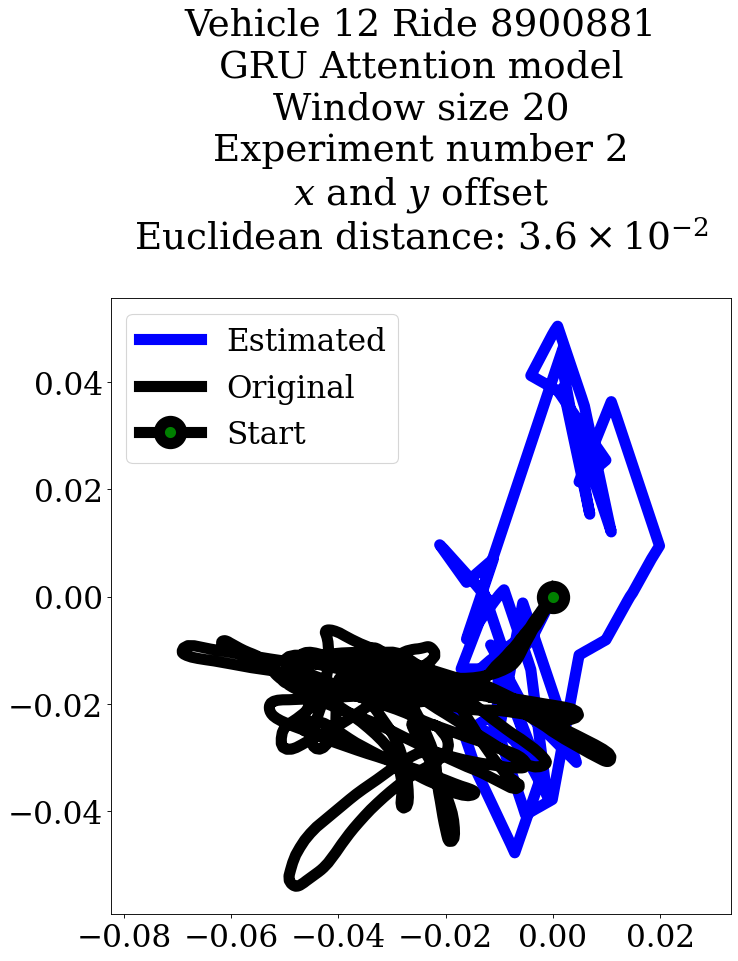 Vehicle 12 Ride 8900881
GRU Attention model
Window size 20
Experiment number 2
x and y offset
Euclidean distance: 3.6 × 10⁻²
Estimated
Original
Start
0.04
0.02
0.00
−0.02
−0.04
−0.08 −0.06 −0.04 −0.02 0.00 0.02